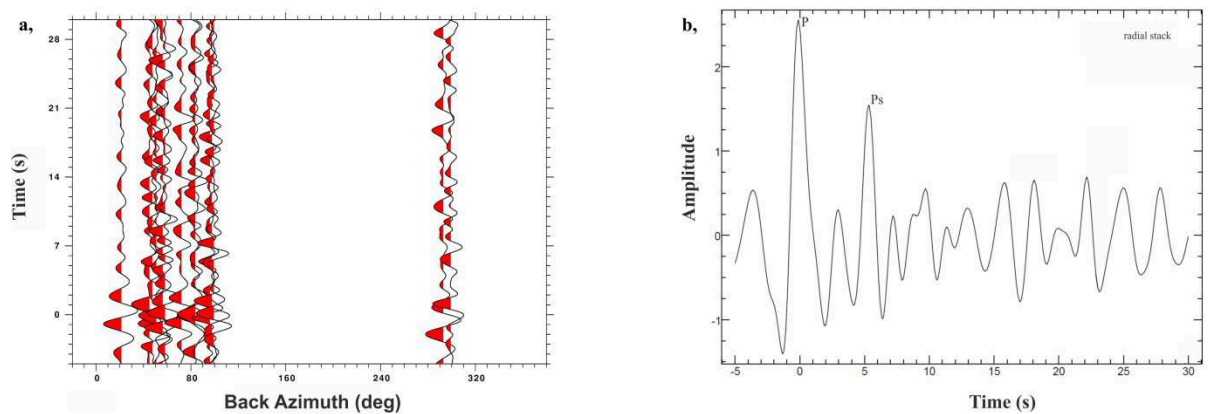 a,
28
21
14
7
0
Time (s)
0
80
160
240
320
Back Azimuth (deg)
b,
P
radial stack
Ps
2
1
0
-1
Amplitude
-5
0
5
10
15
20
25
30
Time (s)